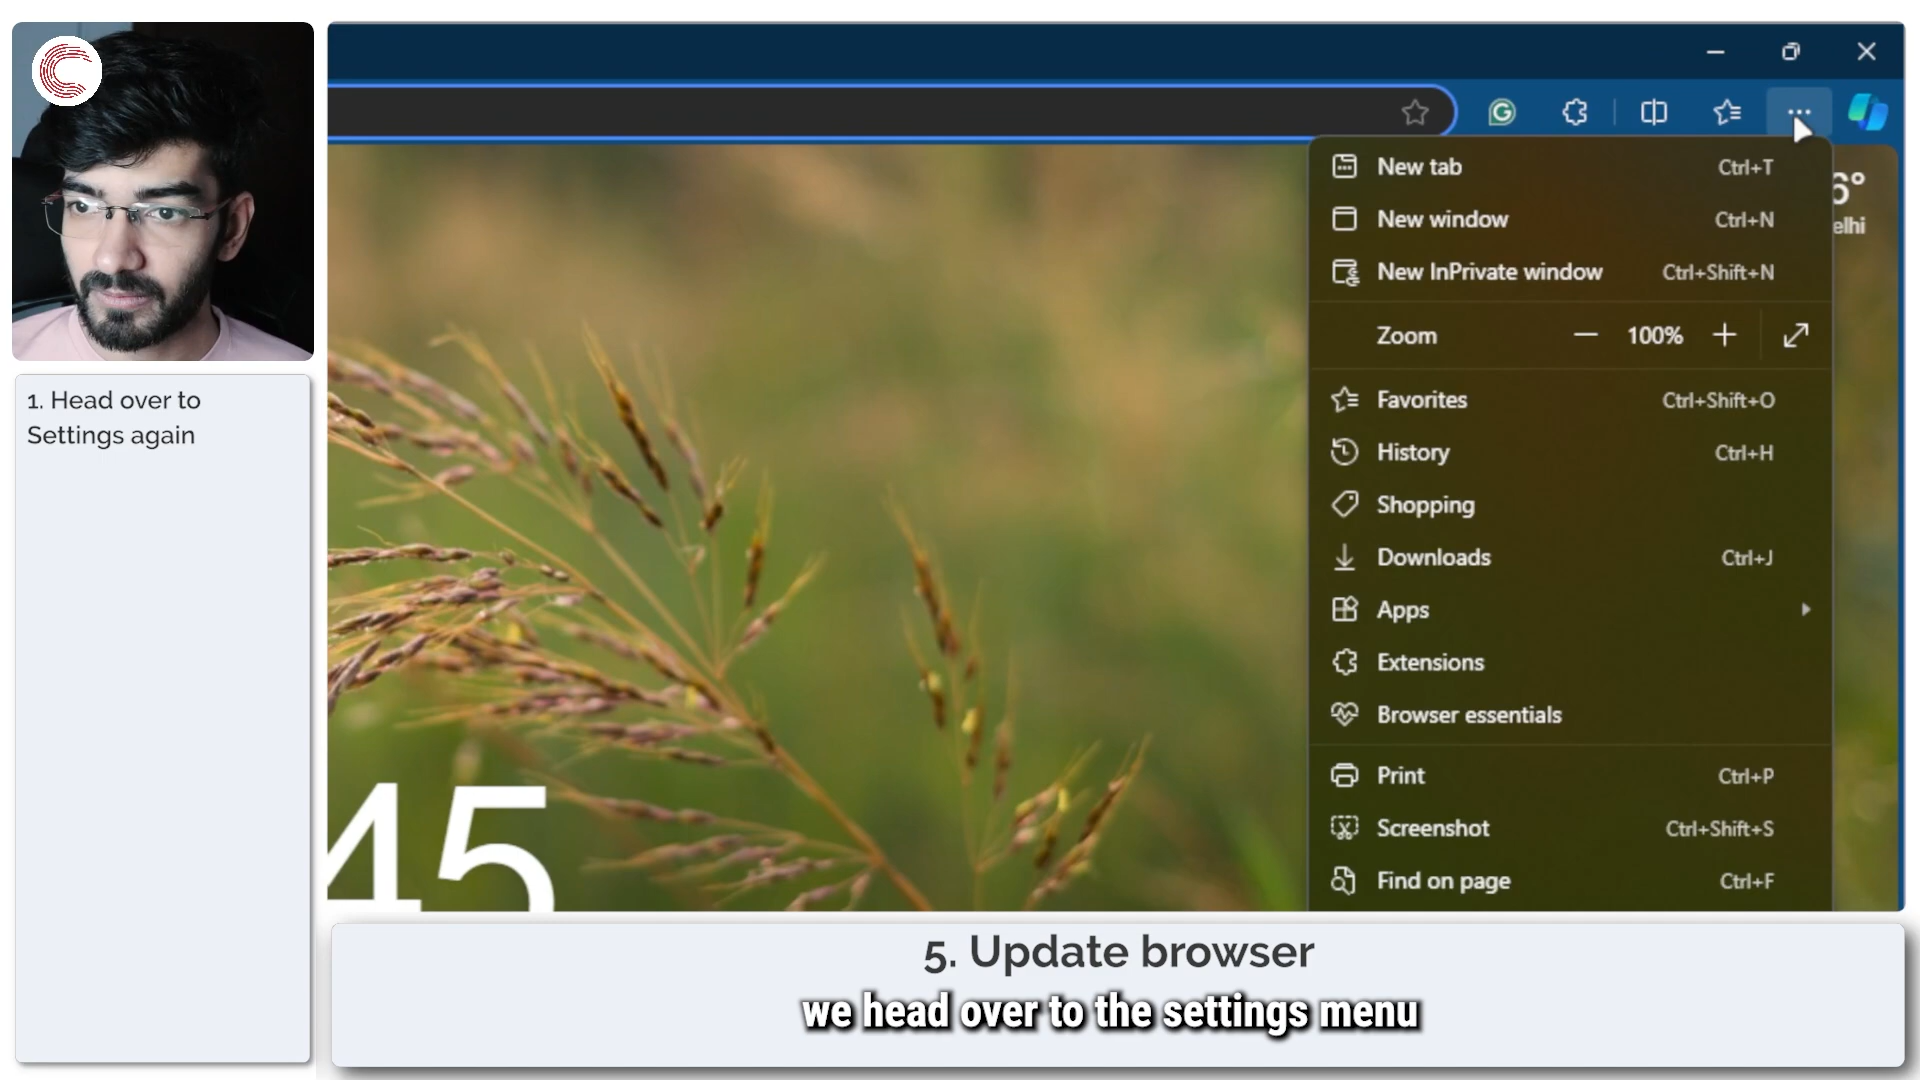 1. Head over to
Settings again
6°
elhi
New tab Ctrl+T
New window Ctrl+N
New InPrivate window Ctrl+Shift+N
Zoom 100%
Favorites Ctrl+Shift+O
History Ctrl+H
Shopping
Downloads Ctrl+J
Apps
Extensions
Browser essentials
Print Ctrl+P
Screenshot Ctrl+Shift+S
Find on page Ctrl+F
45
5. Update browser
we head over to the settings menu